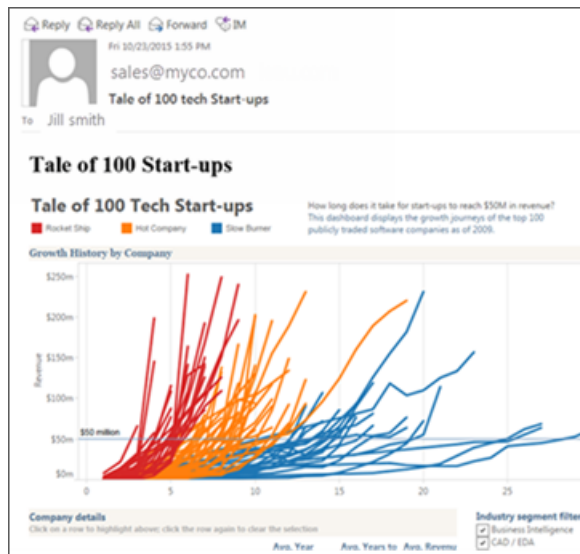 Reply Reply All Forward IM
Fri 10/23/2015 1:55 PM
sales@myco.com
Tale of 100 tech Start-ups
To Jill smith
Tale of 100 Start-ups
Tale of 100 Tech Start-ups
How long does it take for start-ups to reach $50M in revenue?
This dashboard displays the growth journeys of the top 100
publicly traded software companies as of 2009.
Rocket Ship Hot Company Slow Burner
Growth History by Company
Revenue
$250m
$200m
$150m
$100m
$50 million
$50m
$0m
0 5 10 15 20 25
Company details
Click on a row to highlight above; click the row again to clear the selection
Avg. Year Avg. Years to Avg. Revenu
Industry segment filter
Business Intelligence
CAD / EDA